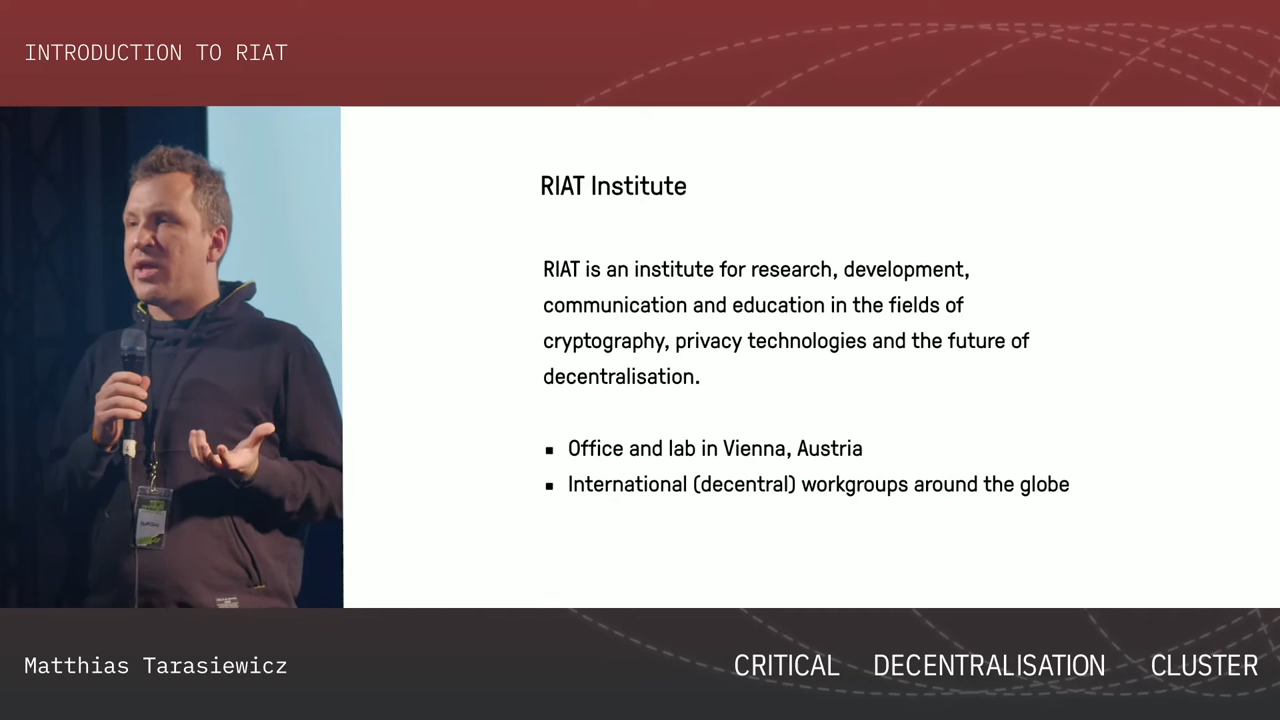 INTRODUCTION TO RIAT
RIAT Institute
RIAT is an institute for research, development,
communication and education in the fields of
cryptography, privacy technologies and the future of
decentralisation.
▪ Office and lab in Vienna, Austria
▪ International (decentral) workgroups around the globe
Matthias Tarasiewicz
CRITICAL DECENTRALISATION CLUSTER